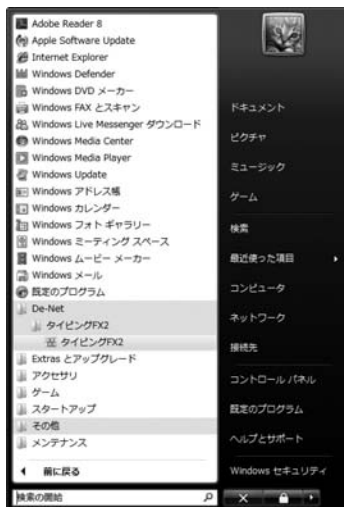 Adobe Reader 8
Apple Software Update
Internet Explorer
Windows Defender
Windows DVD メーカー
Windows FAX とスキャン
Windows Live Messenger ダウンロード
Windows Media Center
Windows Media Player
Windows Update
Windows アドレス帳
Windows カレンダー
Windows フォト ギャラリー
Windows ミーティング スペース
Windows ムービー メーカー
Windows メール
既定のプログラム
De-Net
タイピングFX2
タイピングFX2
Extras とアップグレード
アクセサリ
ゲーム
スタートアップ
その他
メンテナンス
前に戻る
検索の開始
ドキュメント
ピクチャ
ミュージック
ゲーム
検索
最近使った項目
コンピュータ
ネットワーク
接続先
コントロール パネル
既定のプログラム
ヘルプとサポート
Windows セキュリティ